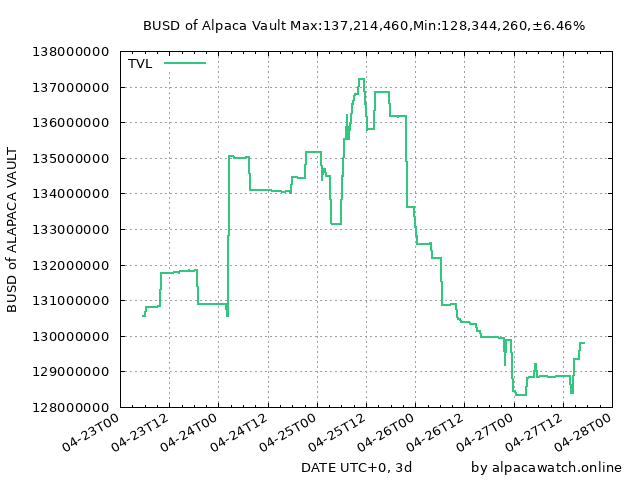 BUSD of Alpaca Vault Max:137,214,460,Min:128,344,260,±6.46%
TVL
138000000
137000000
136000000
135000000
134000000
133000000
132000000
131000000
130000000
129000000
128000000
BUSD of ALAPACA VAULT
04-23T00
04-23T12
04-24T00
04-24T12
04-25T00
04-25T12
04-26T00
04-26T12
04-27T00
04-27T12
04-28T00
DATE UTC+0, 3d
by alpacawatch.online